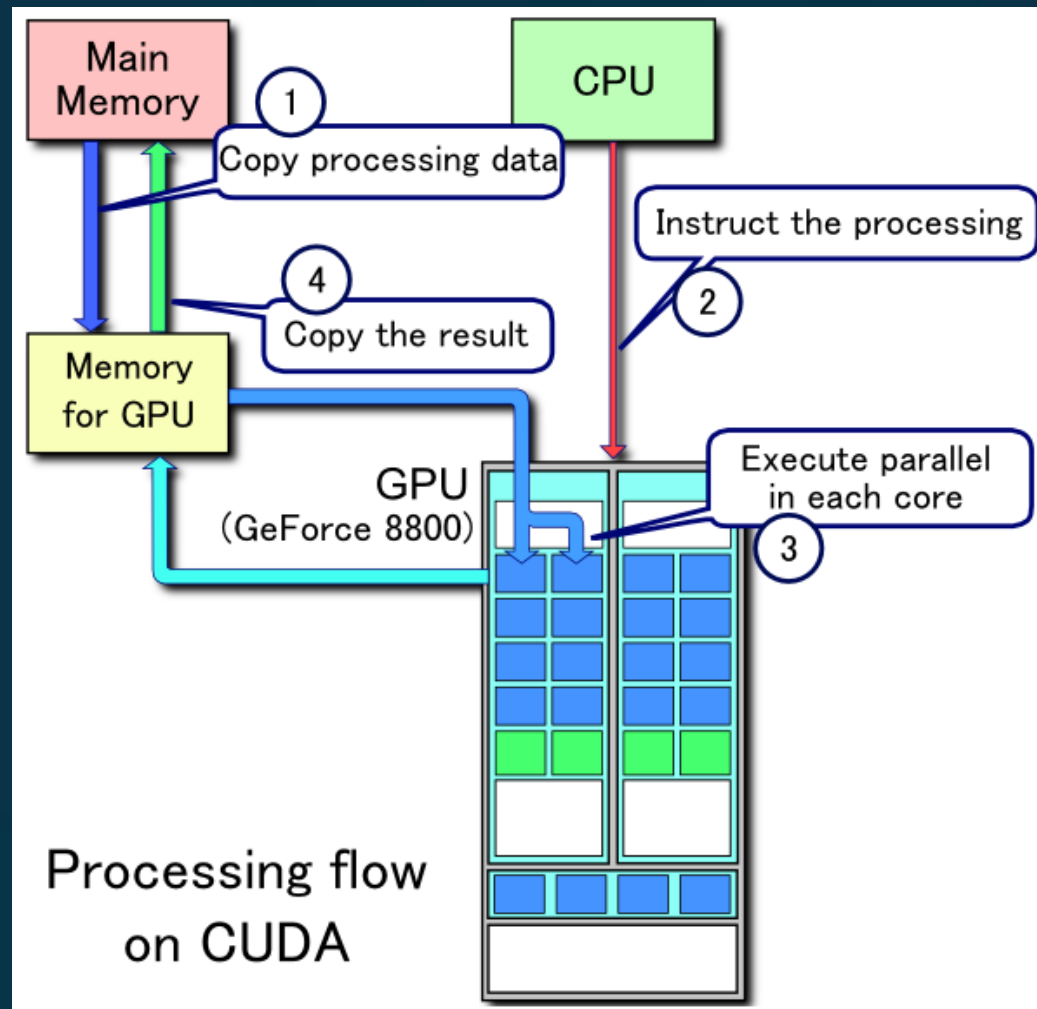 Main
Memory
CPU
1
Copy processing data
Instruct the processing
2
4
Copy the result
Memory
for GPU
GPU
(GeForce 8800)
Execute parallel
in each core
3
Processing flow
on CUDA